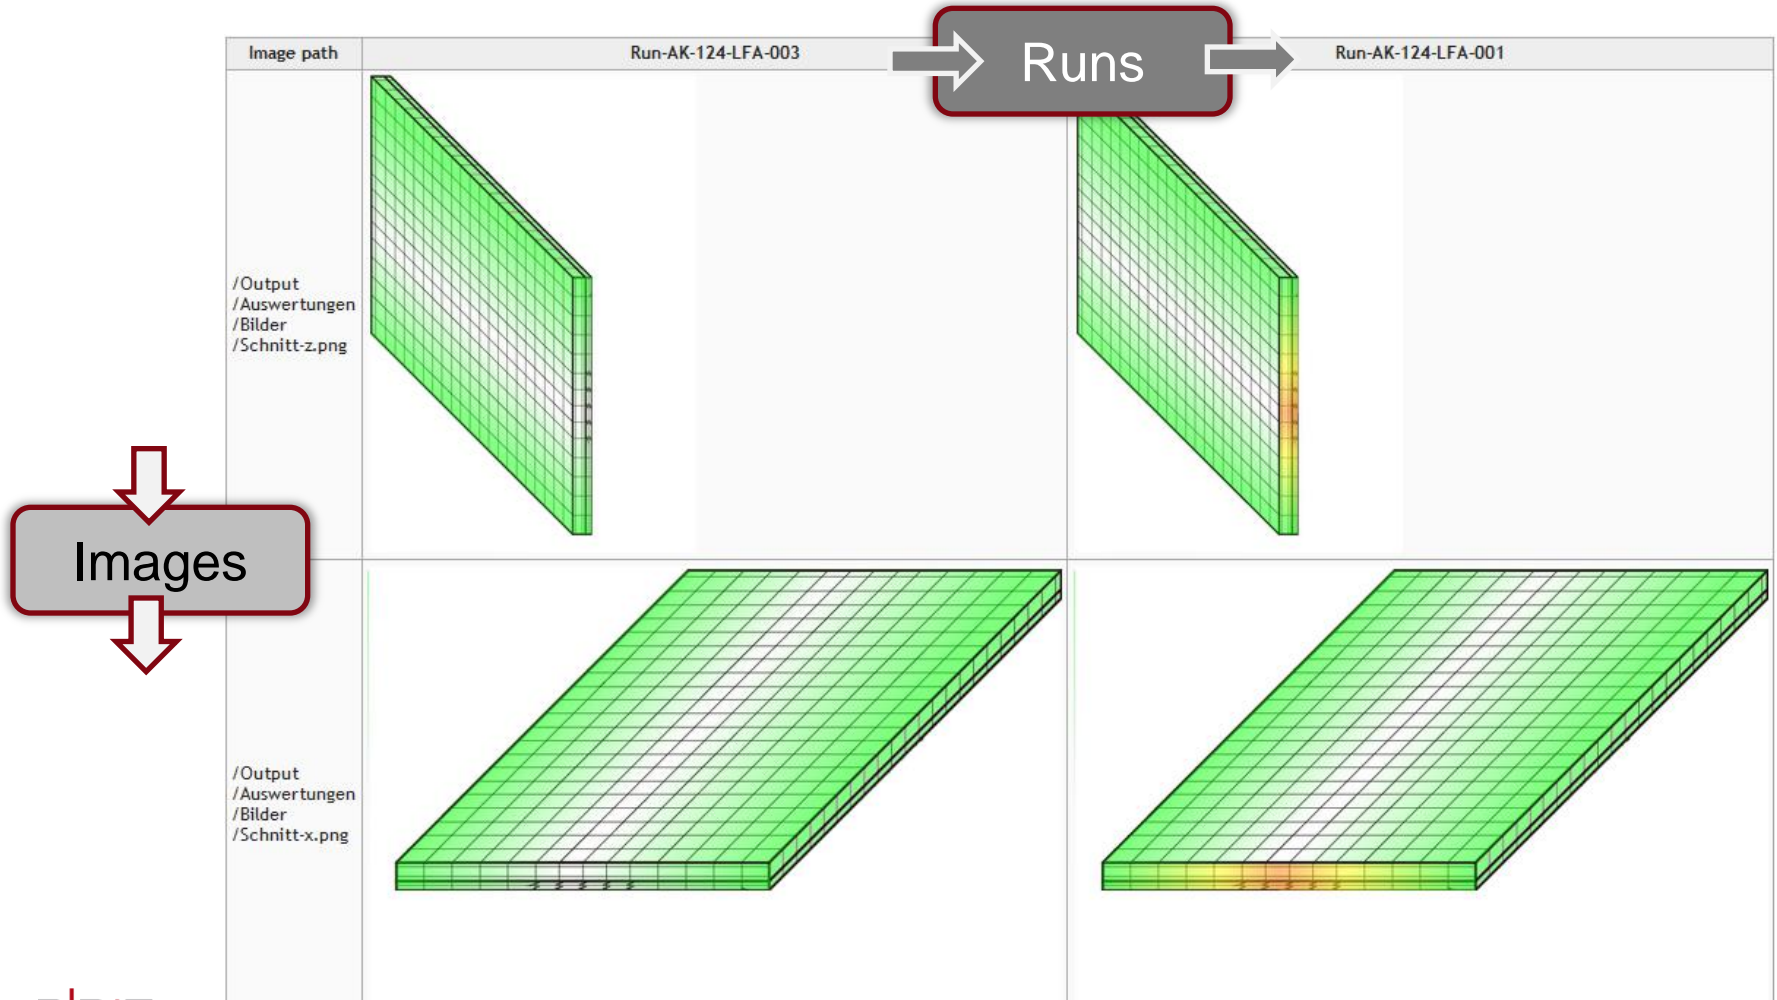 Image path
Run-AK-124-LFA-003
Runs
Run-AK-124-LFA-001
/Output
/Auswertungen
/Bilder
/Schnitt-z.png
Images
/Output
/Auswertungen
/Bilder
/Schnitt-x.png